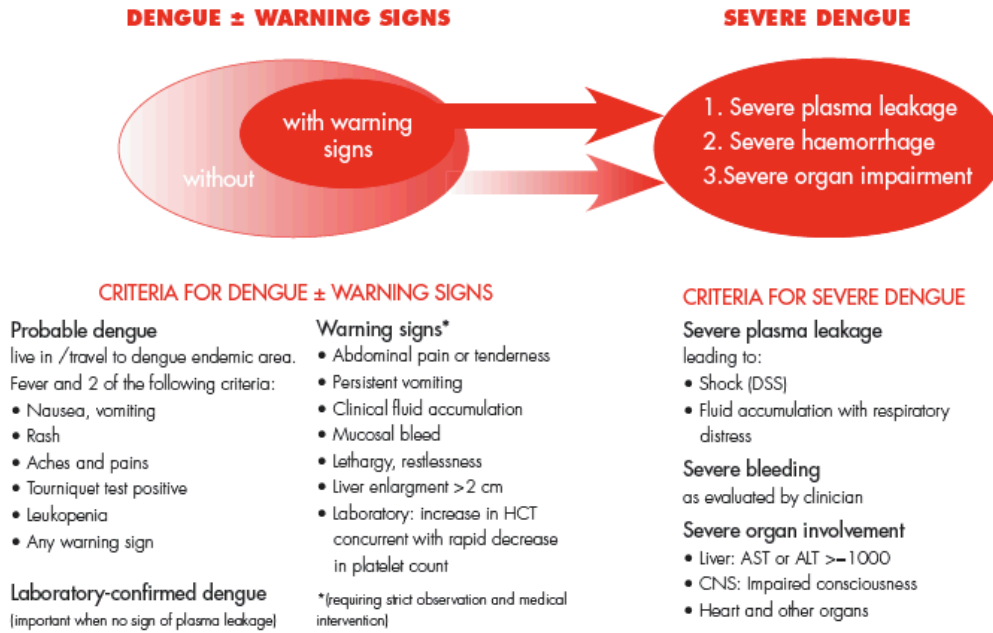 DENGUE ± WARNING SIGNS
SEVERE DENGUE
with warning
signs
without
1. Severe plasma leakage
2. Severe haemorrhage
3.Severe organ impairment
CRITERIA FOR DENGUE ± WARNING SIGNS
Probable dengue
live in /travel to dengue endemic area.
Fever and 2 of the following criteria:
• Nausea, vomiting
• Rash
• Aches and pains
• Tourniquet test positive
• Leukopenia
• Any warning sign
Laboratory-confirmed dengue
(important when no sign of plasma leakage)
Warning signs*
• Abdominal pain or tenderness
• Persistent vomiting
• Clinical fluid accumulation
• Mucosal bleed
• Lethargy, restlessness
• Liver enlargment >2 cm
• Laboratory: increase in HCT
concurrent with rapid decrease
in platelet count
*(requiring strict observation and medical
intervention)
CRITERIA FOR SEVERE DENGUE
Severe plasma leakage
leading to:
• Shock (DSS)
• Fluid accumulation with respiratory
distress
Severe bleeding
as evaluated by clinician
Severe organ involvement
• Liver: AST or ALT >=1000
• CNS: Impaired consciousness
• Heart and other organs